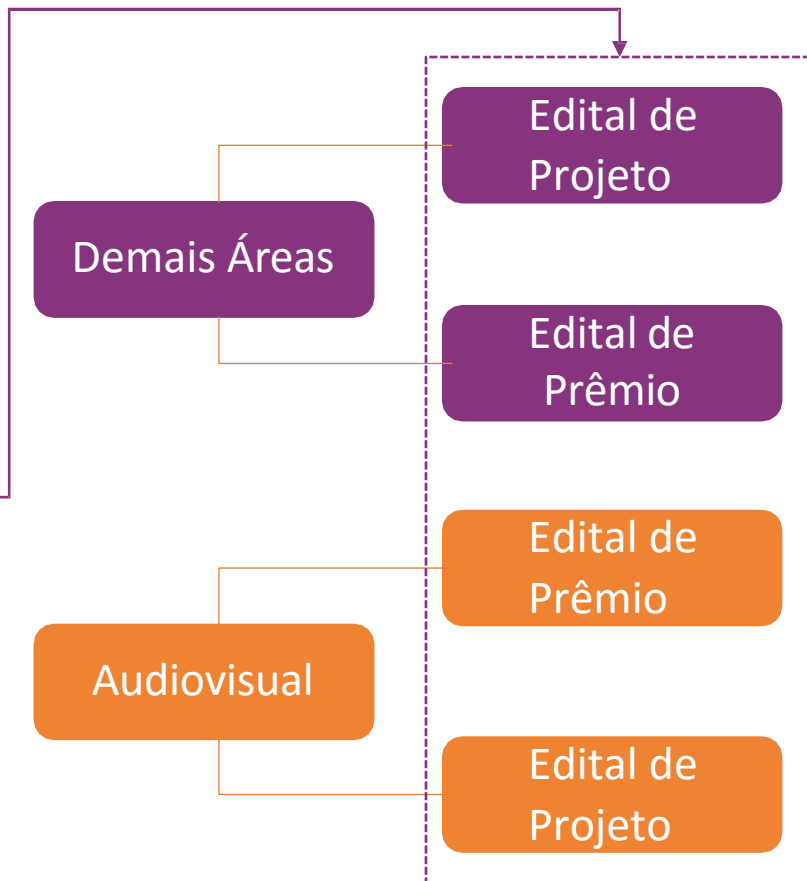 Edital de
Projeto
Demais Áreas
Edital de
Prêmio
Edital de
Prêmio
Audiovisual
Edital de
Projeto